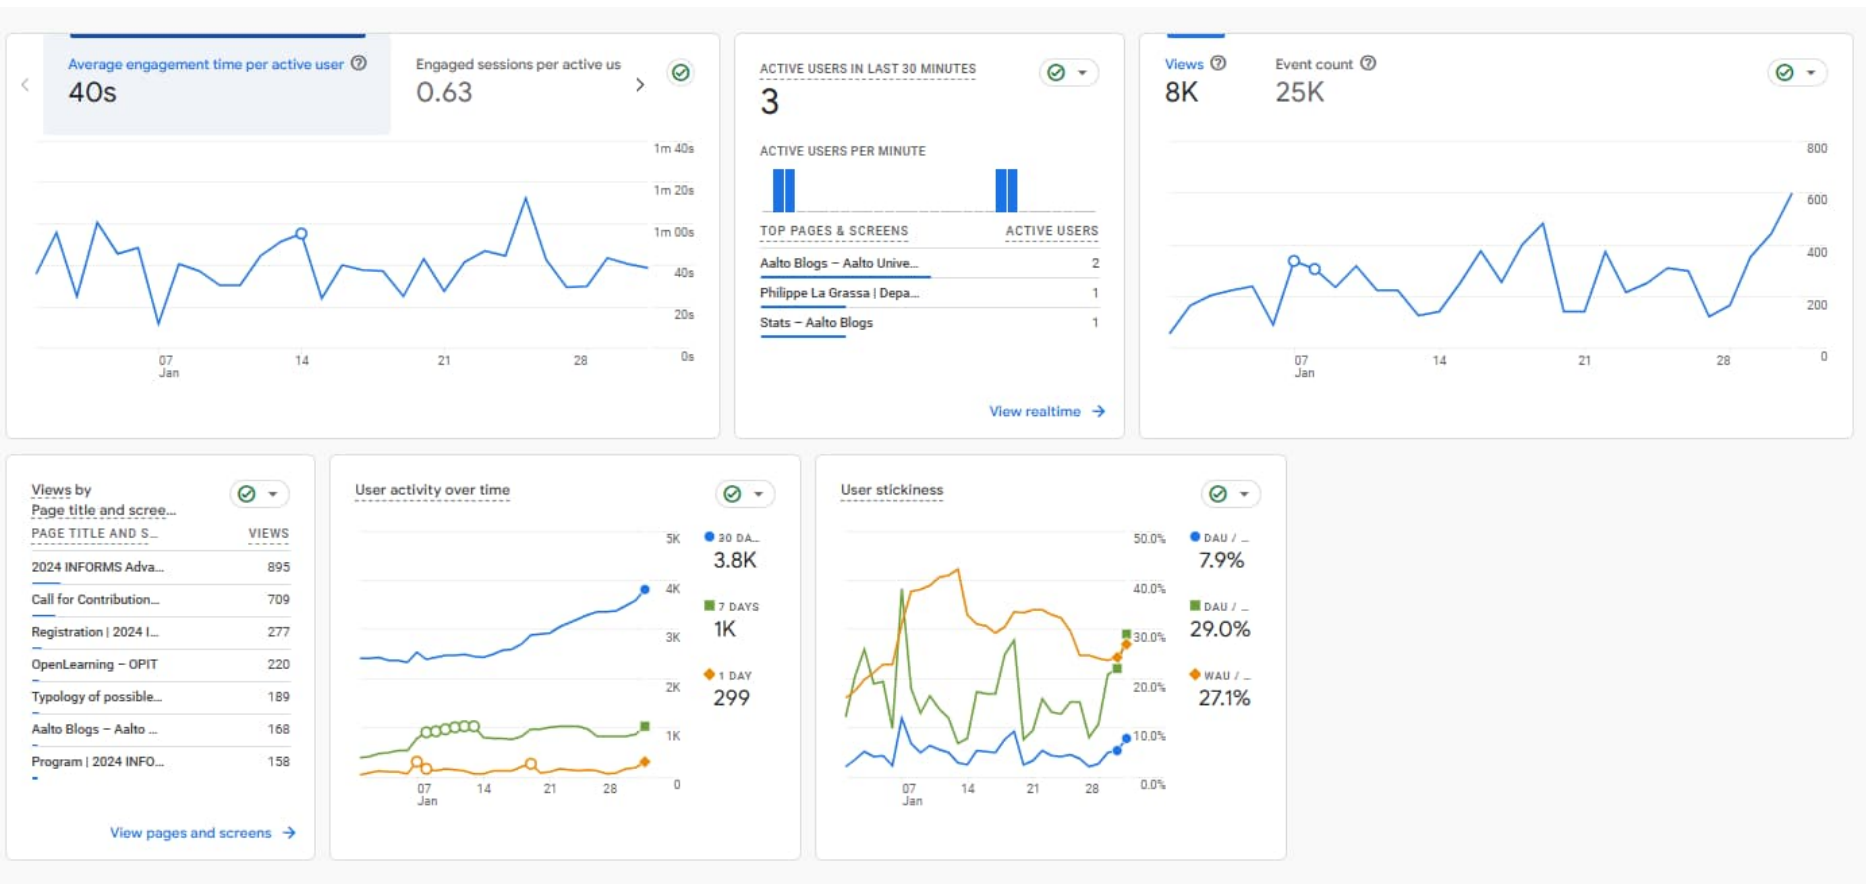 Average engagement time per active user
40s
Engaged sessions per active us
0.63
1m 40s
1m 20s
1m 00s
40s
20s
0s
07
Jan
14
21
28
ACTIVE USERS IN LAST 30 MINUTES
3
ACTIVE USERS PER MINUTE
TOP PAGES & SCREENS ACTIVE USERS
Aalto Blogs – Aalto Unive... 2
Philippe La Grassa | Depa... 1
Stats – Aalto Blogs 1
View realtime
Views
8K
Event count
25K
800
600
400
200
0
07
Jan
14
21
28
Views by
Page title and scree...
PAGE TITLE AND S... VIEWS
2024 INFORMS Adva... 895
Call for Contribution... 709
Registration | 2024 I... 277
OpenLearning – OPIT 220
Typology of possible... 189
Aalto Blogs – Aalto ... 168
Program | 2024 INFO... 158
View pages and screens
User activity over time
5K
4K
3K
2K
1K
0
07
Jan
14
21
28
30 DA...
3.8K
7 DAYS
1K
1 DAY
299
User stickiness
50.0%
40.0%
30.0%
20.0%
10.0%
0.0%
07
Jan
14
21
28
DAU / ...
7.9%
DAU / ...
29.0%
WAU / ...
27.1%